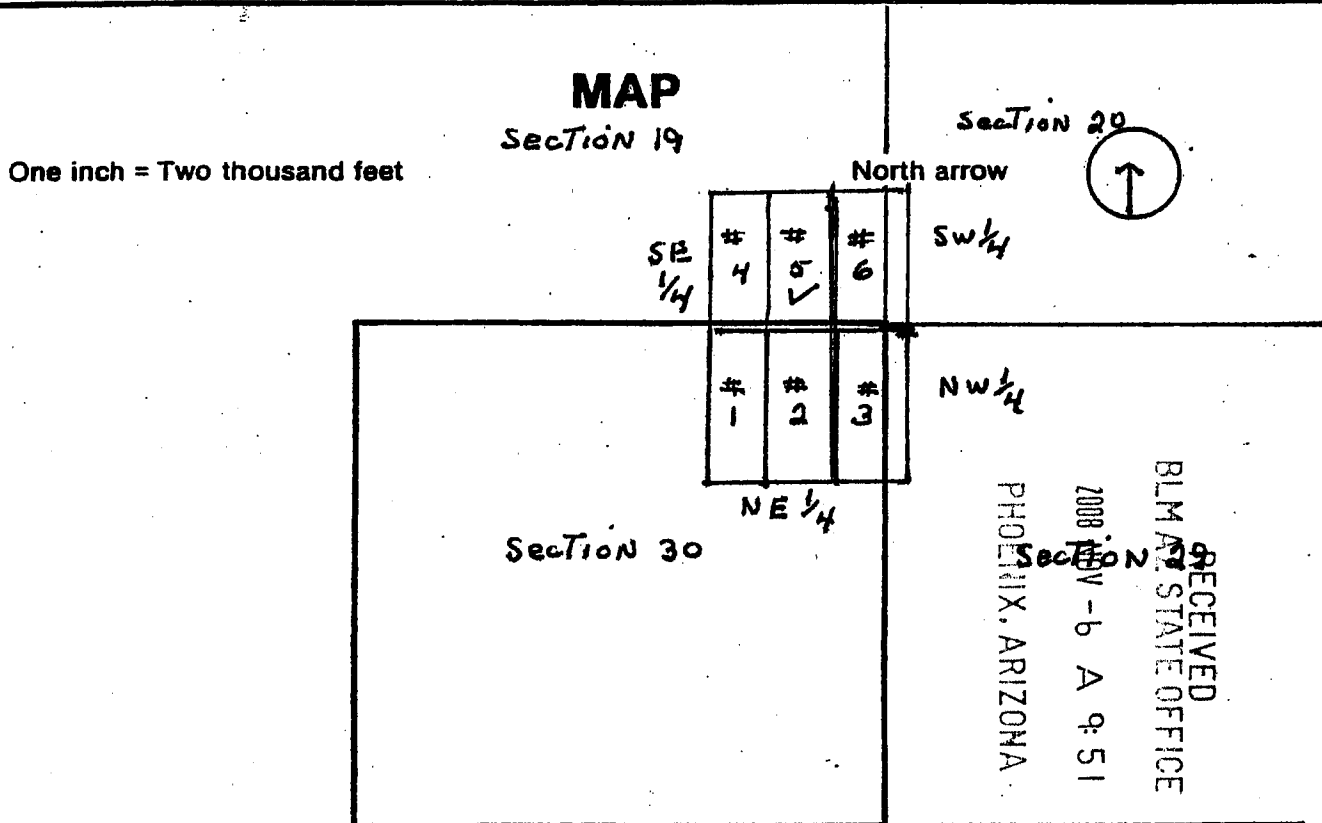 MAP
Section 19
Section 20
One inch = Two thousand feet
North arrow
SE
1/4
#
4
#
5
✓
#
6
SW 1/4
#
1
#
2
#
3
NW 1/4
NE 1/4
Section 30
Section 29
RECEIVED
BLM AZ STATE OFFICE
2008 NOV -6 A 9:51
PHOENIX, ARIZONA